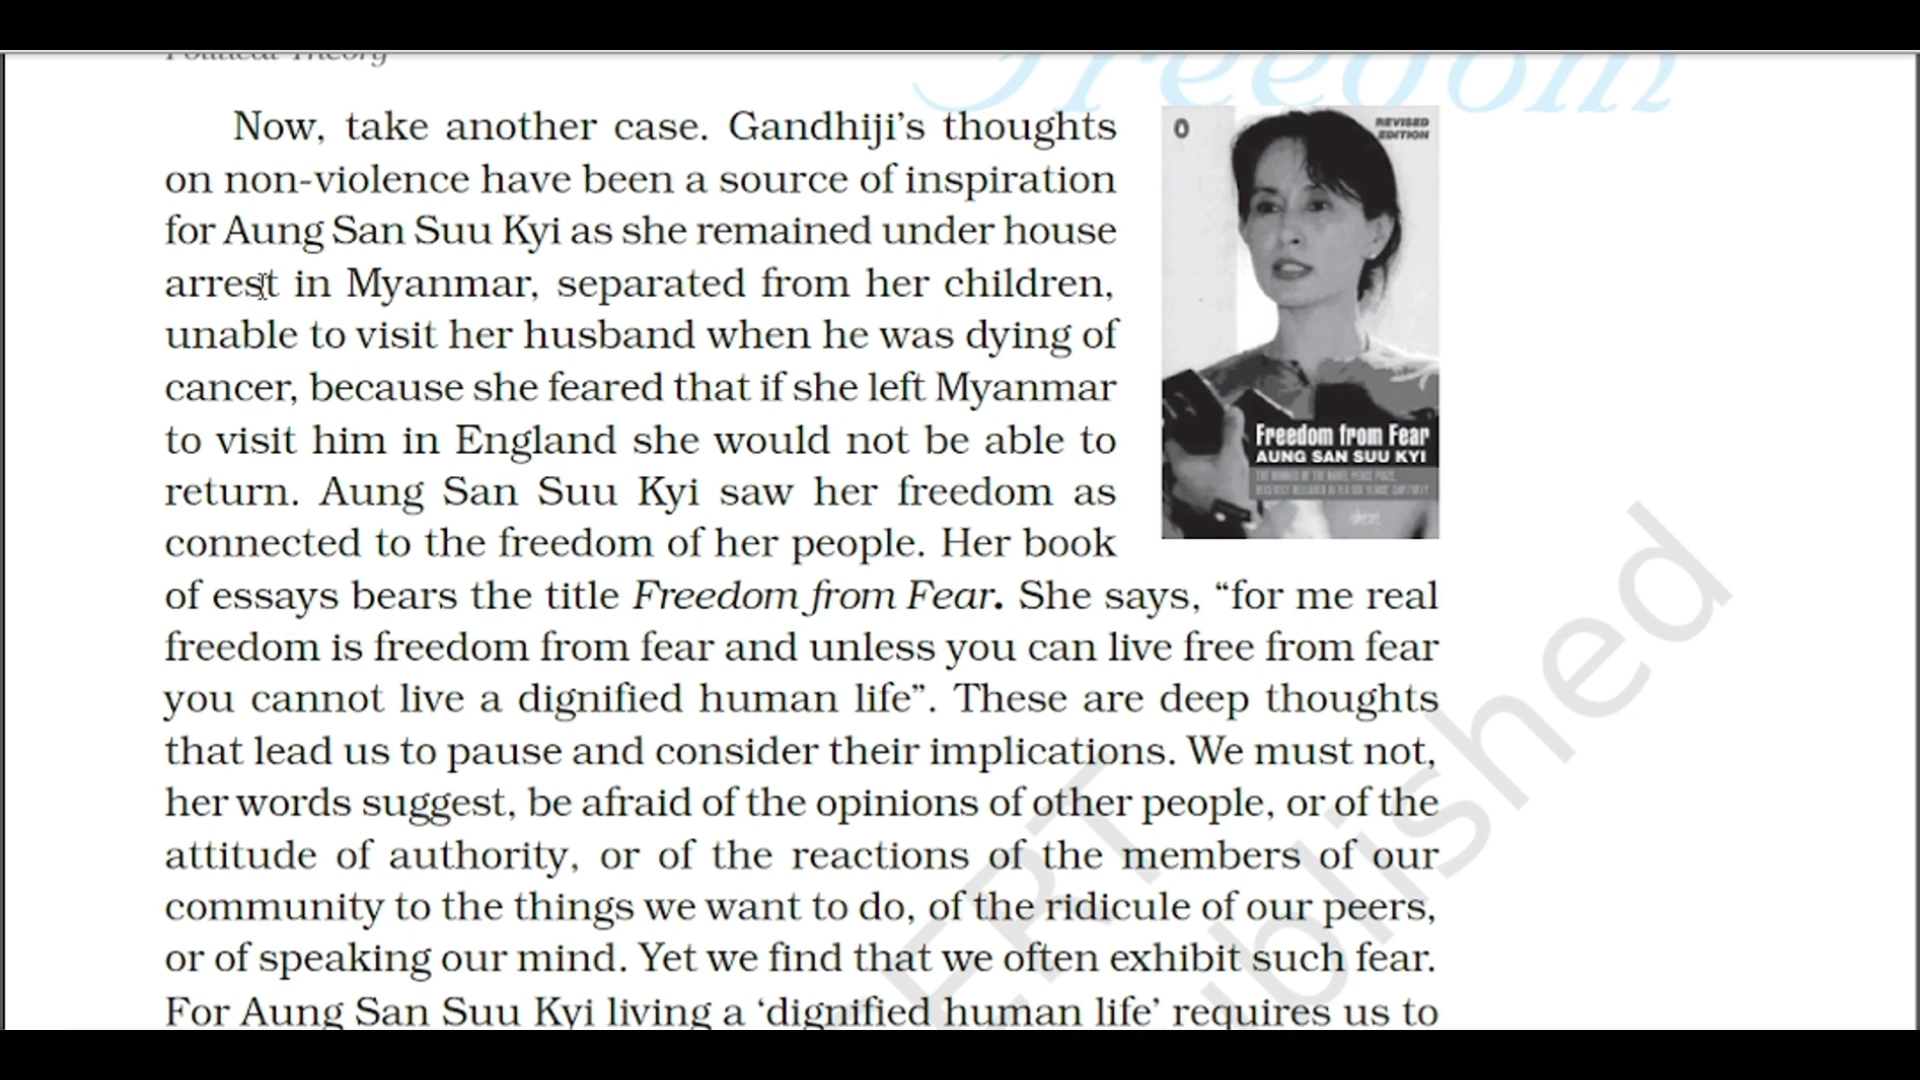 Political Theory
Freedom
Now, take another case. Gandhiji’s thoughts
on non-violence have been a source of inspiration
for Aung San Suu Kyi as she remained under house
arrest in Myanmar, separated from her children,
unable to visit her husband when he was dying of
cancer, because she feared that if she left Myanmar
to visit him in England she would not be able to
return. Aung San Suu Kyi saw her freedom as
connected to the freedom of her people. Her book
of essays bears the title Freedom from Fear. She says, “for me real
freedom is freedom from fear and unless you can live free from fear
you cannot live a dignified human life”. These are deep thoughts
that lead us to pause and consider their implications. We must not,
her words suggest, be afraid of the opinions of other people, or of the
attitude of authority, or of the reactions of the members of our
community to the things we want to do, of the ridicule of our peers,
or of speaking our mind. Yet we find that we often exhibit such fear.
For Aung San Suu Kyi living a ‘dignified human life’ requires us to
REVISED
EDITION
Freedom from Fear
AUNG SAN SUU KYI
THE WINNER OF THE NOBEL PEACE PRIZE,